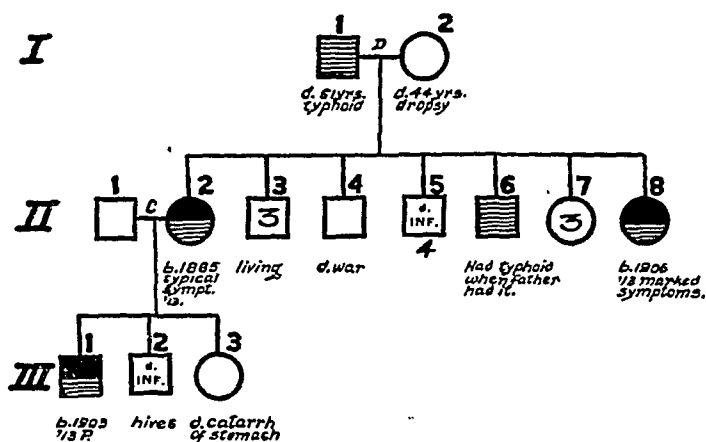 I
1 D 2
d. 51 yrs. d. 44 yrs.
typhoid dropsy
II
1 C 2 3 4 5 6 7 8
3 d. 3
INF.
4
b. 1885 living d. war Had typhoid b. 1906
typical when father '13 marked
sympt. had it. symptoms.
'13.
III
1 2 3
d.
INF.
b. 1903 hives d. catarrh
'13 P. of stomach